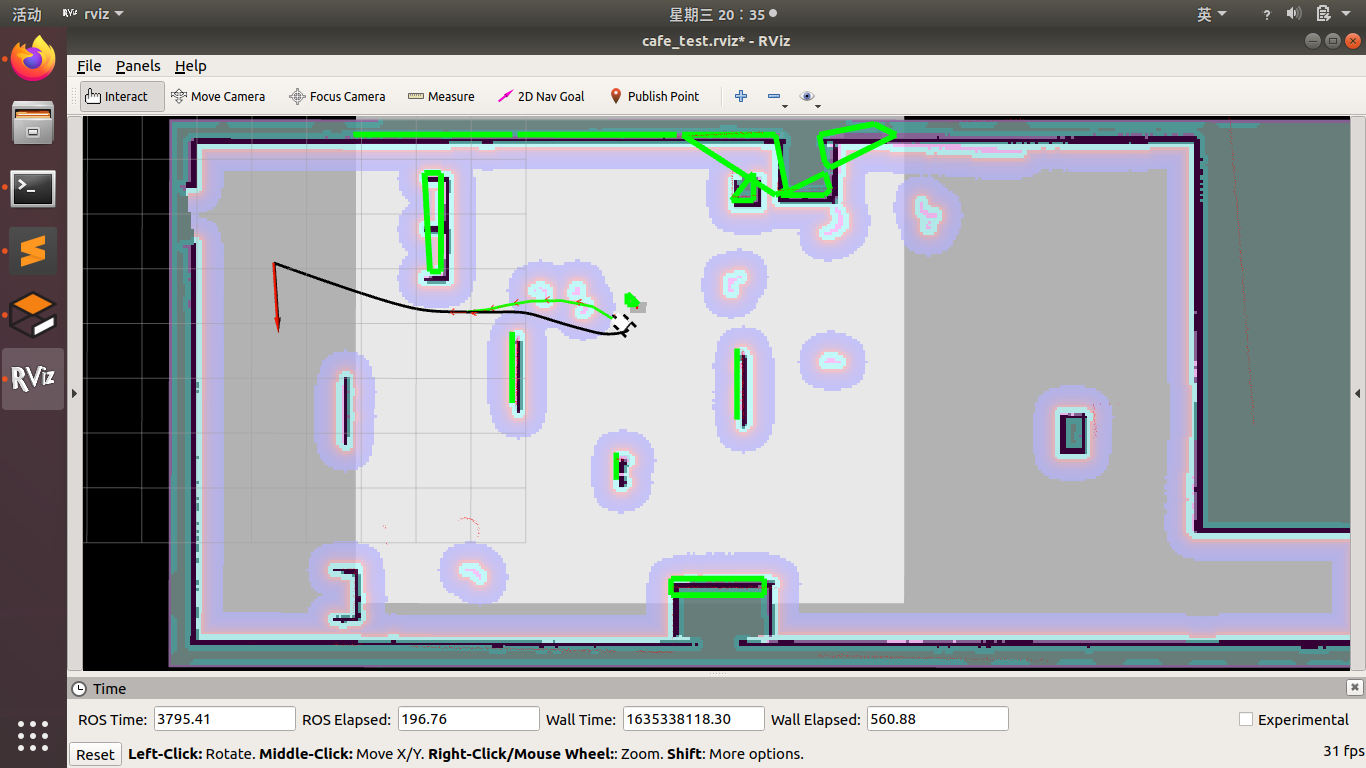 活动
rviz
星期三 20：35
英
cafe_test.rviz* - RViz
File Panels Help
Interact Move Camera Focus Camera Measure 2D Nav Goal Publish Point
RViz
Time
ROS Time: 3795.41 ROS Elapsed: 196.76 Wall Time: 1635338118.30 Wall Elapsed: 560.88 Experimental
Reset Left-Click: Rotate. Middle-Click: Move X/Y. Right-Click/Mouse Wheel:: Zoom. Shift: More options. 31 fps